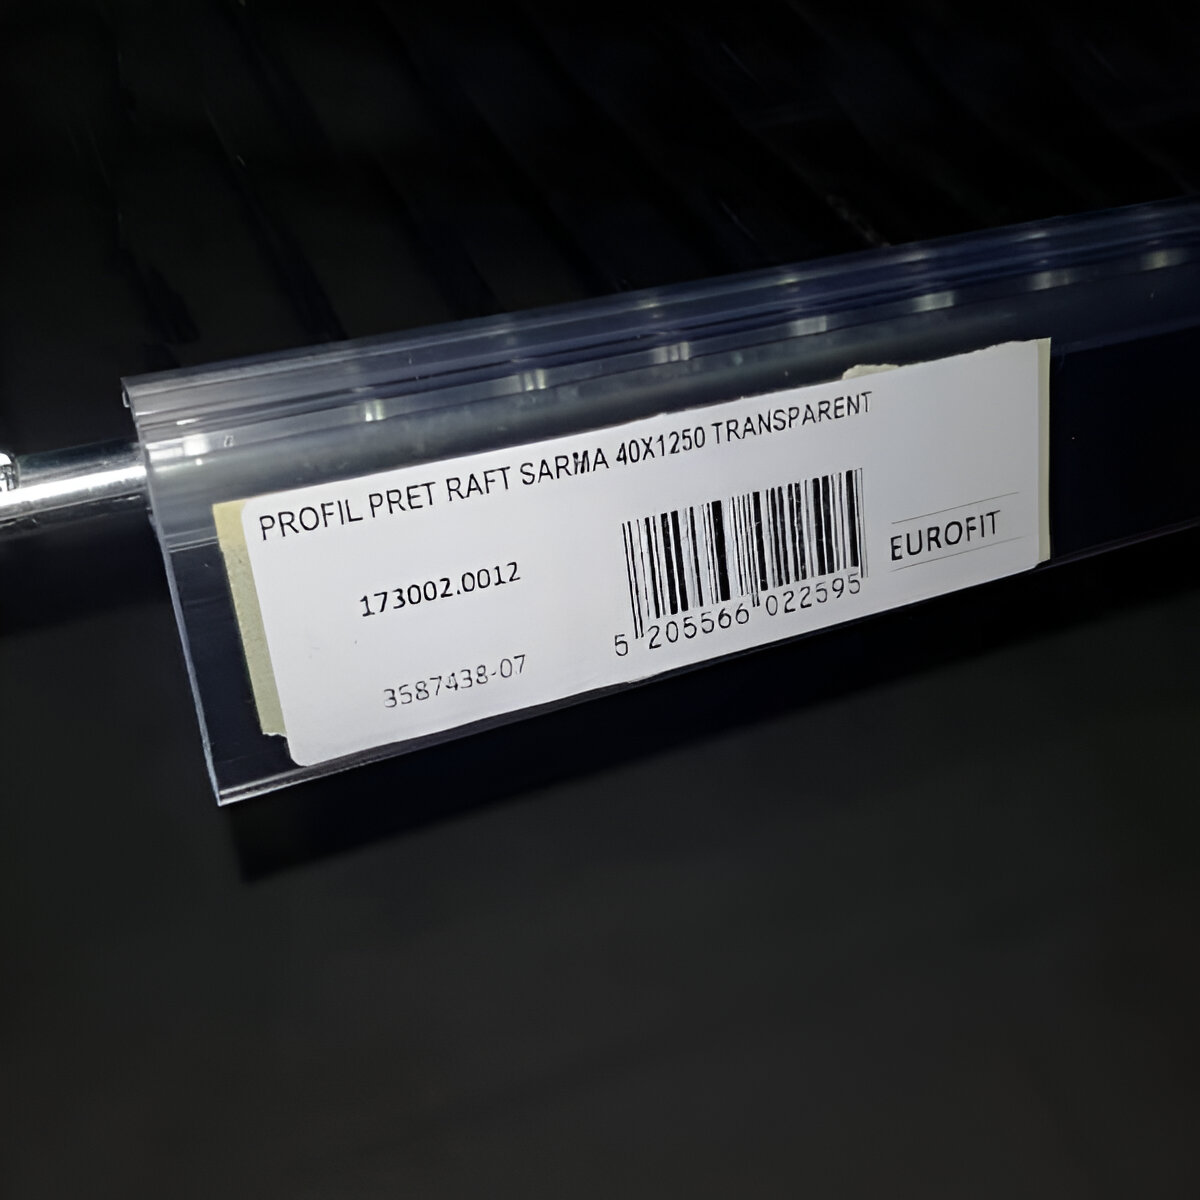 PROFIL PRET RAFT SARMA 40X1250 TRANSPARENT
173002.0012
3587438-07
5 205566 022595
EUROFIT